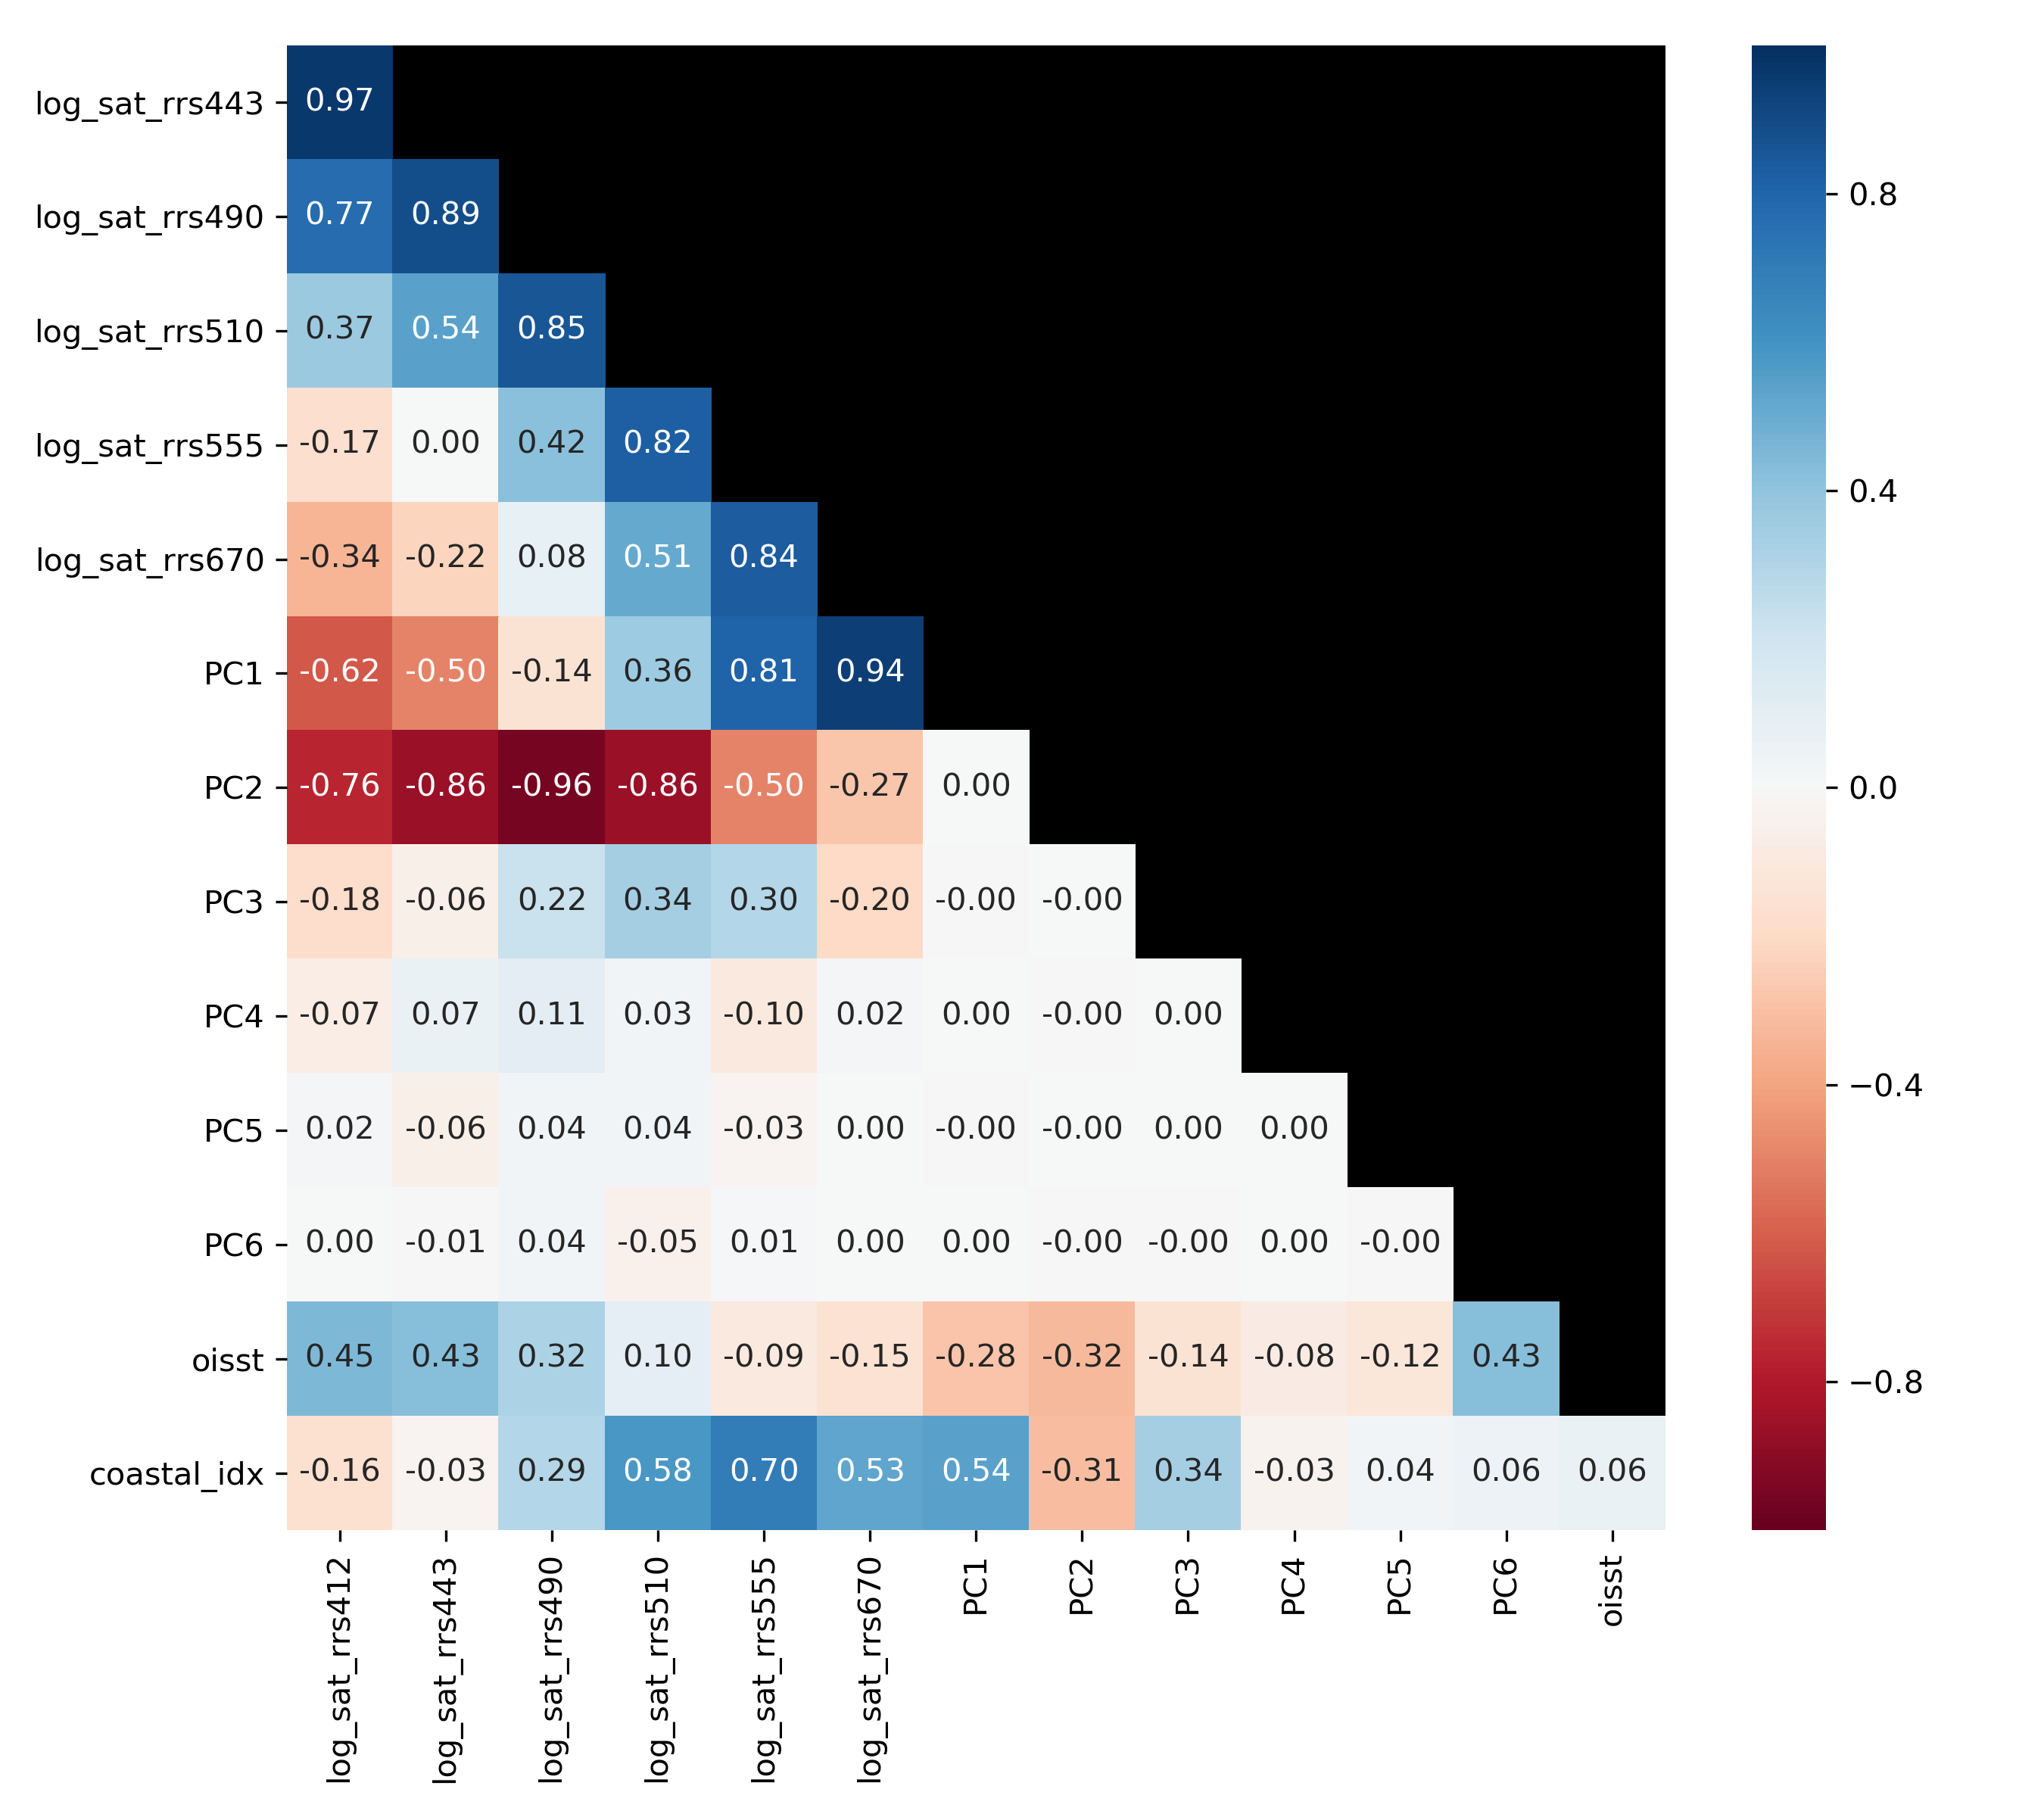 log_sat_rrs443 0.97
log_sat_rrs490 0.77 0.89
log_sat_rrs510 0.37 0.54 0.85
log_sat_rrs555 -0.17 0.00 0.42 0.82
log_sat_rrs670 -0.34 -0.22 0.08 0.51 0.84
PC1 -0.62 -0.50 -0.14 0.36 0.81 0.94
PC2 -0.76 -0.86 -0.96 -0.86 -0.50 -0.27 0.00
PC3 -0.18 -0.06 0.22 0.34 0.30 -0.20 -0.00 -0.00
PC4 -0.07 0.07 0.11 0.03 -0.10 0.02 0.00 -0.00 0.00
PC5 0.02 -0.06 0.04 0.04 -0.03 0.00 -0.00 -0.00 0.00 0.00
PC6 0.00 -0.01 0.04 -0.05 0.01 0.00 0.00 -0.00 -0.00 0.00 -0.00
oisst 0.45 0.43 0.32 0.10 -0.09 -0.15 -0.28 -0.32 -0.14 -0.08 -0.12 0.43
coastal_idx -0.16 -0.03 0.29 0.58 0.70 0.53 0.54 -0.31 0.34 -0.03 0.04 0.06 0.06
log_sat_rrs412
log_sat_rrs443
log_sat_rrs490
log_sat_rrs510
log_sat_rrs555
log_sat_rrs670
PC1
PC2
PC3
PC4
PC5
PC6
oisst
0.8
0.4
0.0
−0.4
−0.8